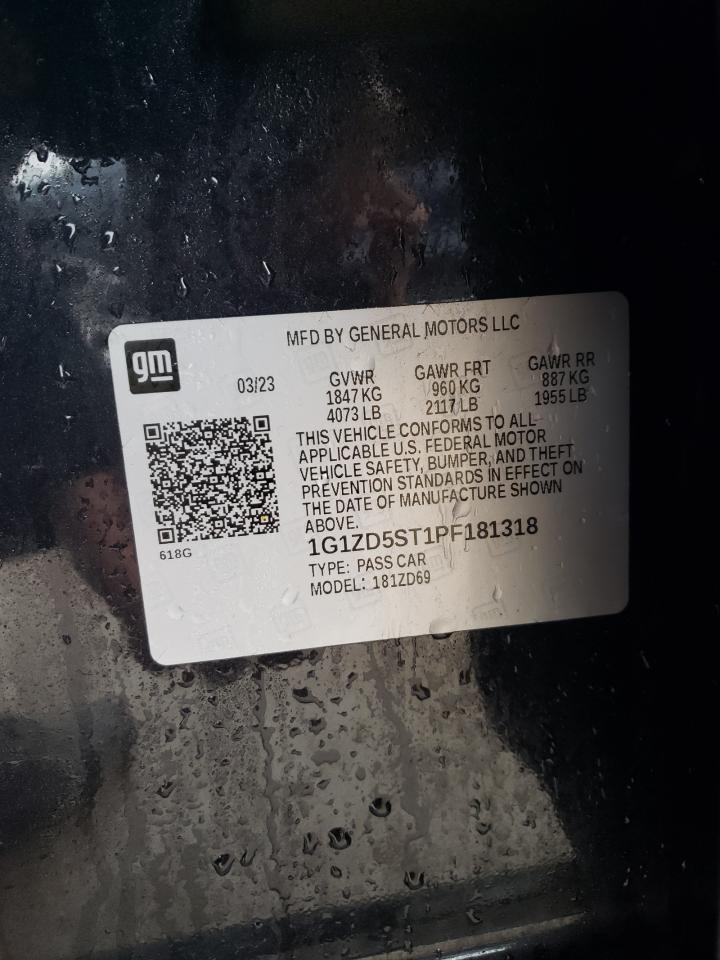 gm
MFD BY GENERAL MOTORS LLC
03/23
GVWR
1847 KG
4073 LB
GAWR FRT
960 KG
2117 LB
GAWR RR
887 KG
1955 LB
THIS VEHICLE CONFORMS TO ALL
APPLICABLE U.S. FEDERAL MOTOR
VEHICLE SAFETY, BUMPER, AND THEFT
PREVENTION STANDARDS IN EFFECT ON
THE DATE OF MANUFACTURE SHOWN
ABOVE.
618G
1G1ZD5ST1PF181318
TYPE: PASS CAR
MODEL: 181ZD69